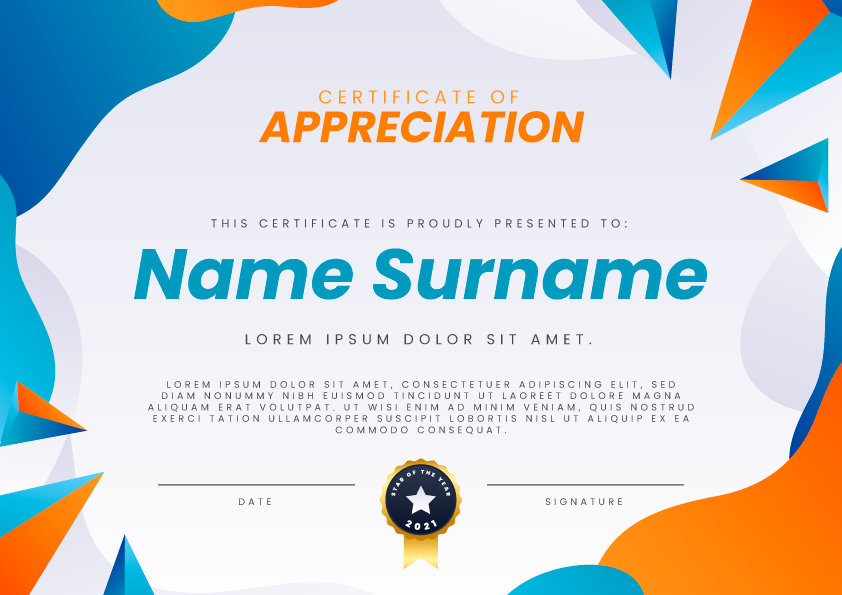 CERTIFICATE OF
APPRECIATION
THIS CERTIFICATE IS PROUDLY PRESENTED TO:
Name Surname
LOREM IPSUM DOLOR SIT AMET.
LOREM IPSUM DOLOR SIT AMET, CONSECTETUER ADIPISCING ELIT, SED
DIAM NONUMMY NIBH EUISMOD TINCIDUNT UT LAOREET DOLORE MAGNA
ALIQUAM ERAT VOLUTPAT. UT WISI ENIM AD MINIM VENIAM, QUIS NOSTRUD
EXERCI TATION ULLAMCORPER SUSCIPIT LOBORTIS NISL UT ALIQUIP EX EA
COMMODO CONSEQUAT.
STAR OF THE YEAR
2021
DATE
SIGNATURE